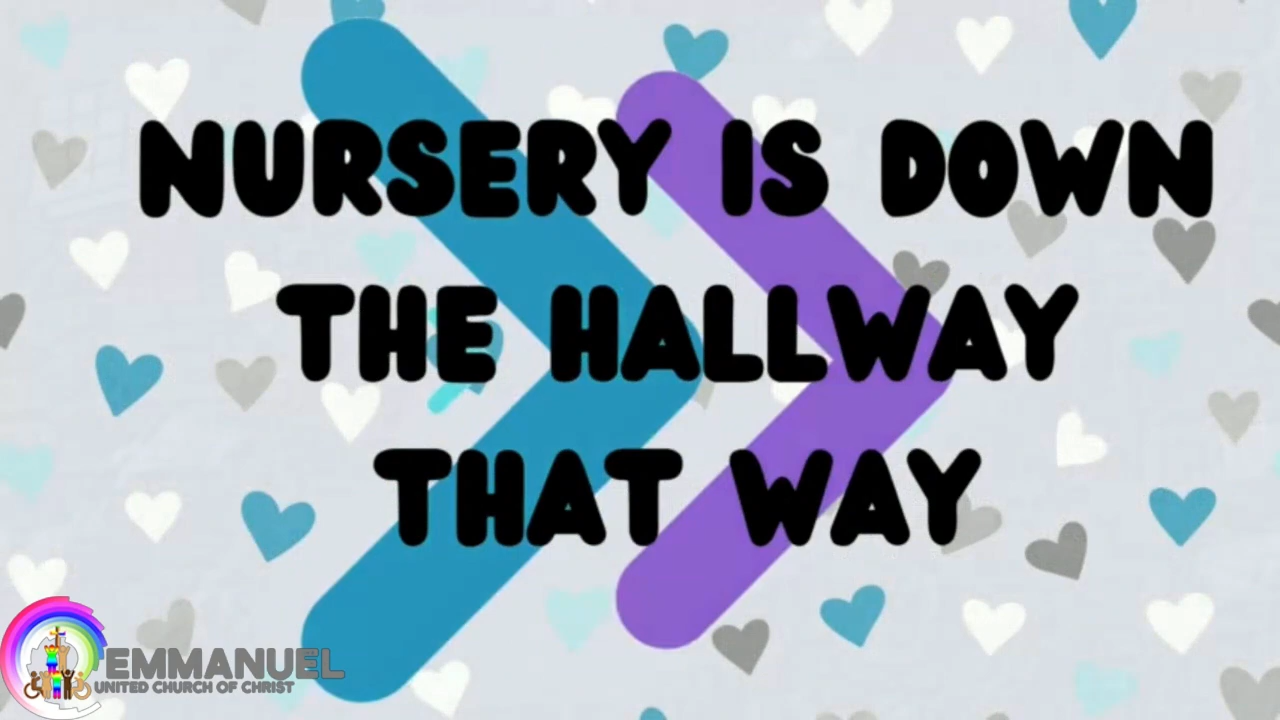 NURSERY IS DOWN
THE HALLWAY
THAT WAY
EMMANUEL
UNITED CHURCH OF CHRIST